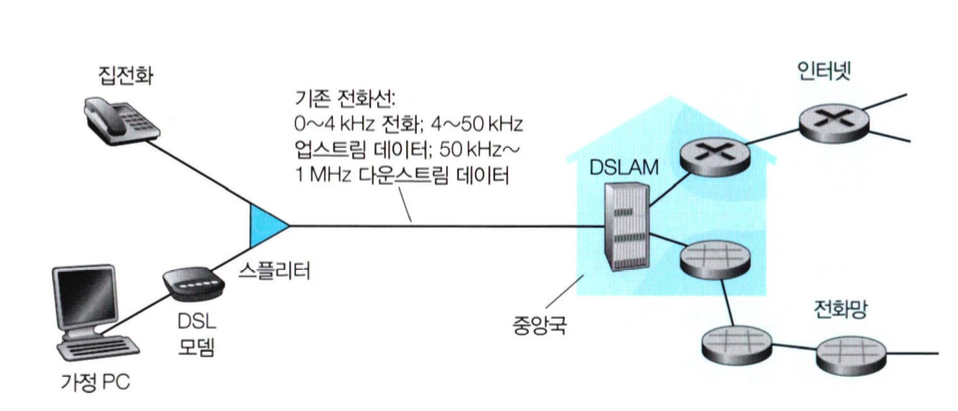 집전화
기존 전화선:
0~4 kHz 전화; 4~50 kHz
업스트림 데이터; 50 kHz~
1 MHz 다운스트림 데이터
인터넷
DSLAM
스플리터
DSL
모뎀
중앙국
전화망
가정 PC